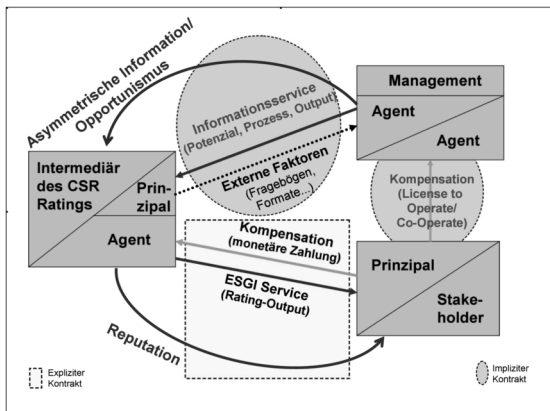 Asymmetrische Information/
Opportunismus
Informationsservice
(Potenzial, Prozess, Output)
Externe Faktoren
(Fragebögen,
Formate...)
Management
Agent
Agent
Intermediär
des CSR
Ratings
Prin-
zipal
Agent
Kompensation
(License to
Operate/
Co-Operate)
Kompensation
(monetäre Zahlung)
ESGI Service
(Rating-Output)
Prinzipal
Stake-
holder
Reputation
Expliziter
Kontrakt
Impliziter
Kontrakt